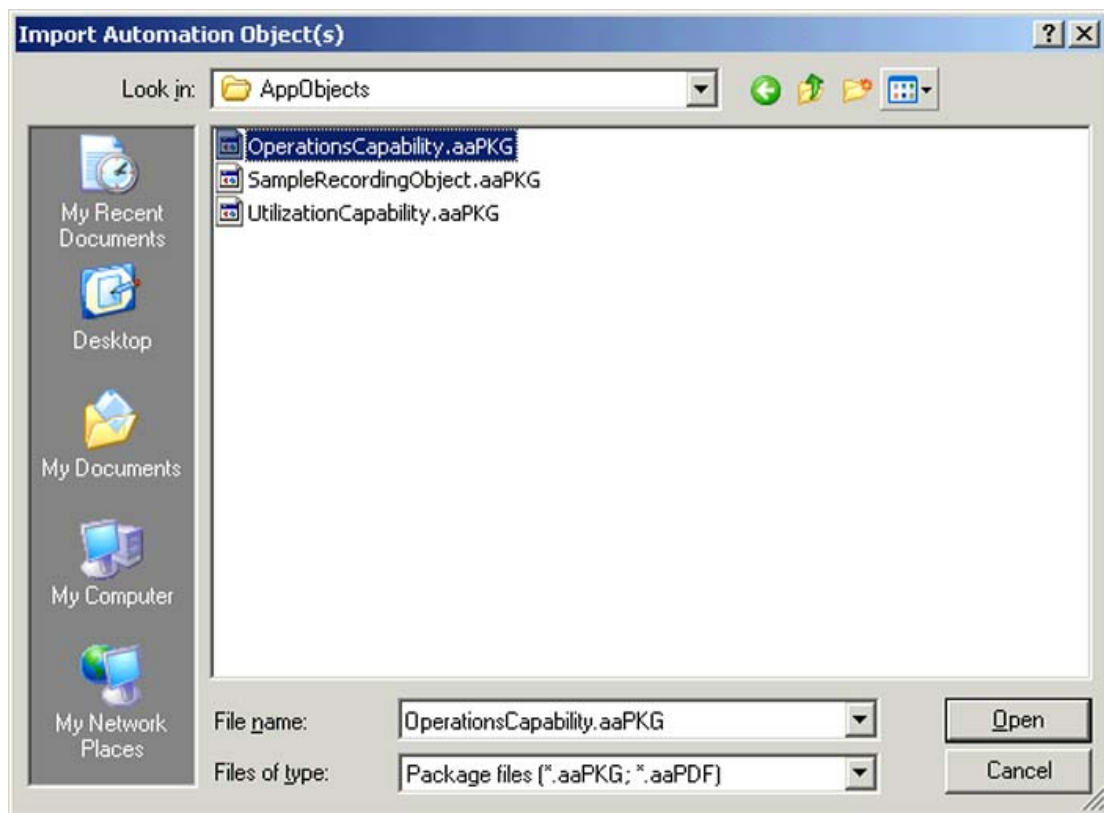 Import Automation Object(s)
Look in: AppObjects
OperationsCapability.aaPKG
SampleRecordingObject.aaPKG
UtilizationCapability.aaPKG
My Recent
Documents
Desktop
My Documents
My Computer
My Network
Places
File name: OperationsCapability.aaPKG Open
Files of type: Package files (*.aaPKG; *.aaPDF) Cancel